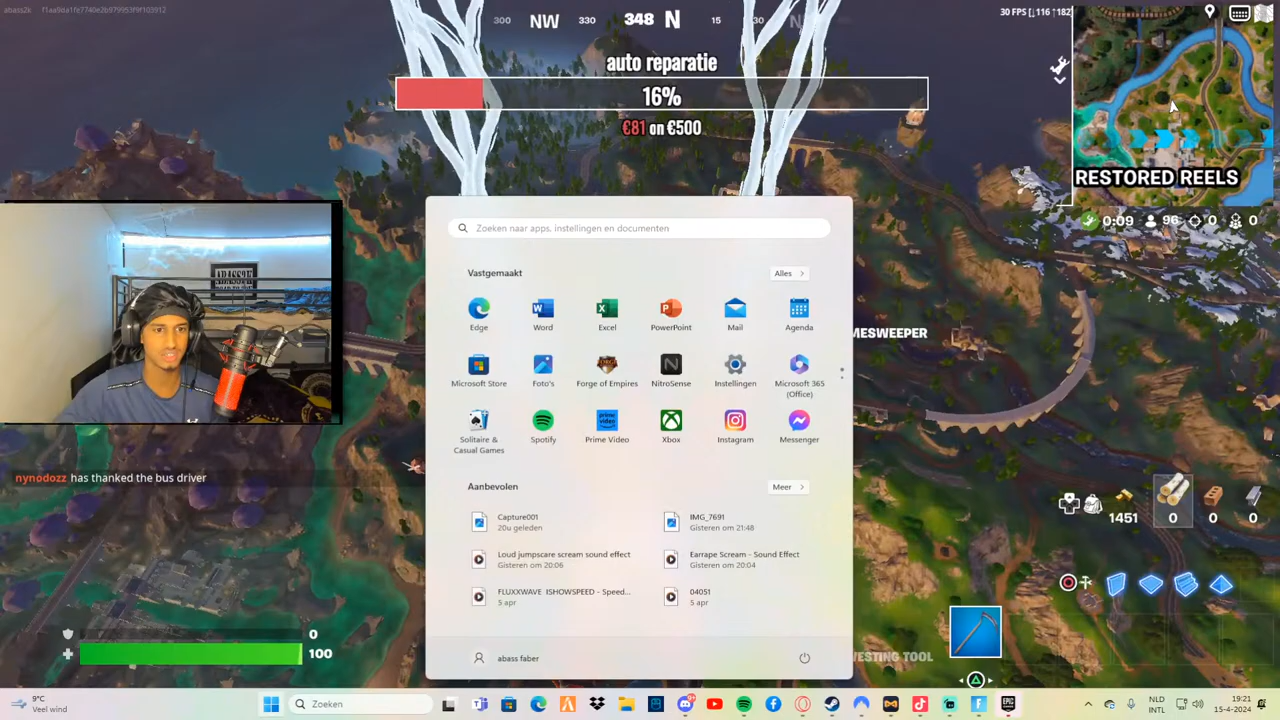 abass2k f1aa9da1fe7740e2b979953f9f103912
300 NW 330 348 N 15 30 N
30 FPS [↓116 ↑182]
auto reparatie
16%
€81 on €500
RESTORED REELS
0:09 96 0 0
Zoeken naar apps, instellingen en documenten
Vastgemaakt Alles >
Edge Word Excel PowerPoint Mail Agenda
MESWEEPER
Microsoft Store Foto's Forge of Empires NitroSense Instellingen Microsoft 365
(Office)
Solitaire & Spotify Prime Video Xbox Instagram Messenger
Casual Games
nynodozz has thanked the bus driver
Aanbevolen Meer >
Capture001 IMG_7691
20u geleden Gisteren om 21:48
1451 0 0 0
Loud jumpscare scream sound effect Earrape Scream - Sound Effect
Gisteren om 20:06 Gisteren om 20:04
FLUXXWAVE ISHOWSPEED - Speed... 04051
5 apr 5 apr
0
100
abass faber
VESTING TOOL
9°C
Veel wind
Zoeken
NLD
INTL
19:21
15-4-2024